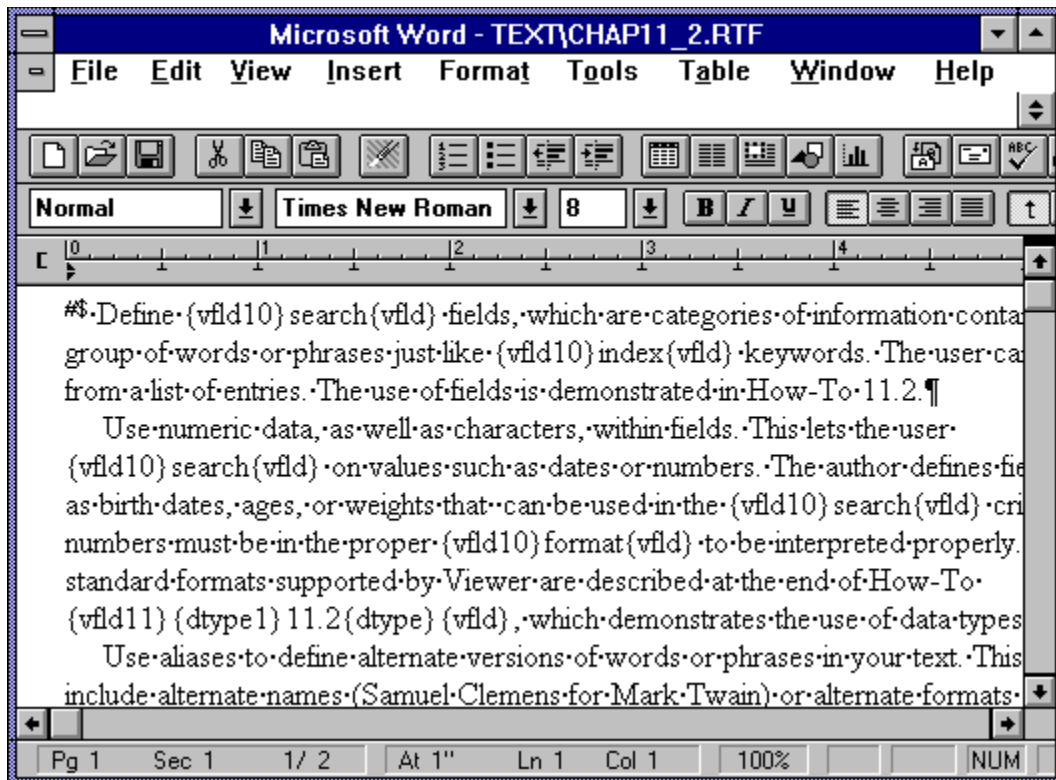 Microsoft Word - TEXT\CHAP11_2.RTF
File Edit View Insert Format Tools Table Window Help
ABC
Normal Times New Roman 8 B I U
0 1 2 3 4
#$·Define·{vfld10}search{vfld}·fields,·which·are·categories·of·information·
group·of·words·or·phrases·just·like·{vfld10}index{vfld}·keywords.·The·user·
from·a·list·of·entries.·The·use·of·fields·is·demonstrated·in·How-To·11.2.¶
Use·numeric·data,·as·well·as·characters,·within·fields.·This·lets·the·user·
{vfld10}search{vfld}·on·values·such·as·dates·or·numbers.·The·author·defines·
as·birth·dates,·ages,·or·weights·that··can·be·used·in·the·{vfld10}search{vfld}·
numbers·must·be·in·the·proper·{vfld10}format{vfld}·to·be·interpreted·properly.
standard·formats·supported·by·Viewer·are·described·at·the·end·of·How-To·
{vfld11}{dtype1}11.2{dtype}{vfld},·which·demonstrates·the·use·of·data·types
Use·aliases·to·define·alternate·versions·of·words·or·phrases·in·your·text.·This
include·alternate·names·(Samuel·Clemens·for·Mark·Twain)·or·alternate·formats·
Pg 1 Sec 1 1/ 2 At 1" Ln 1 Col 1 100% NUM